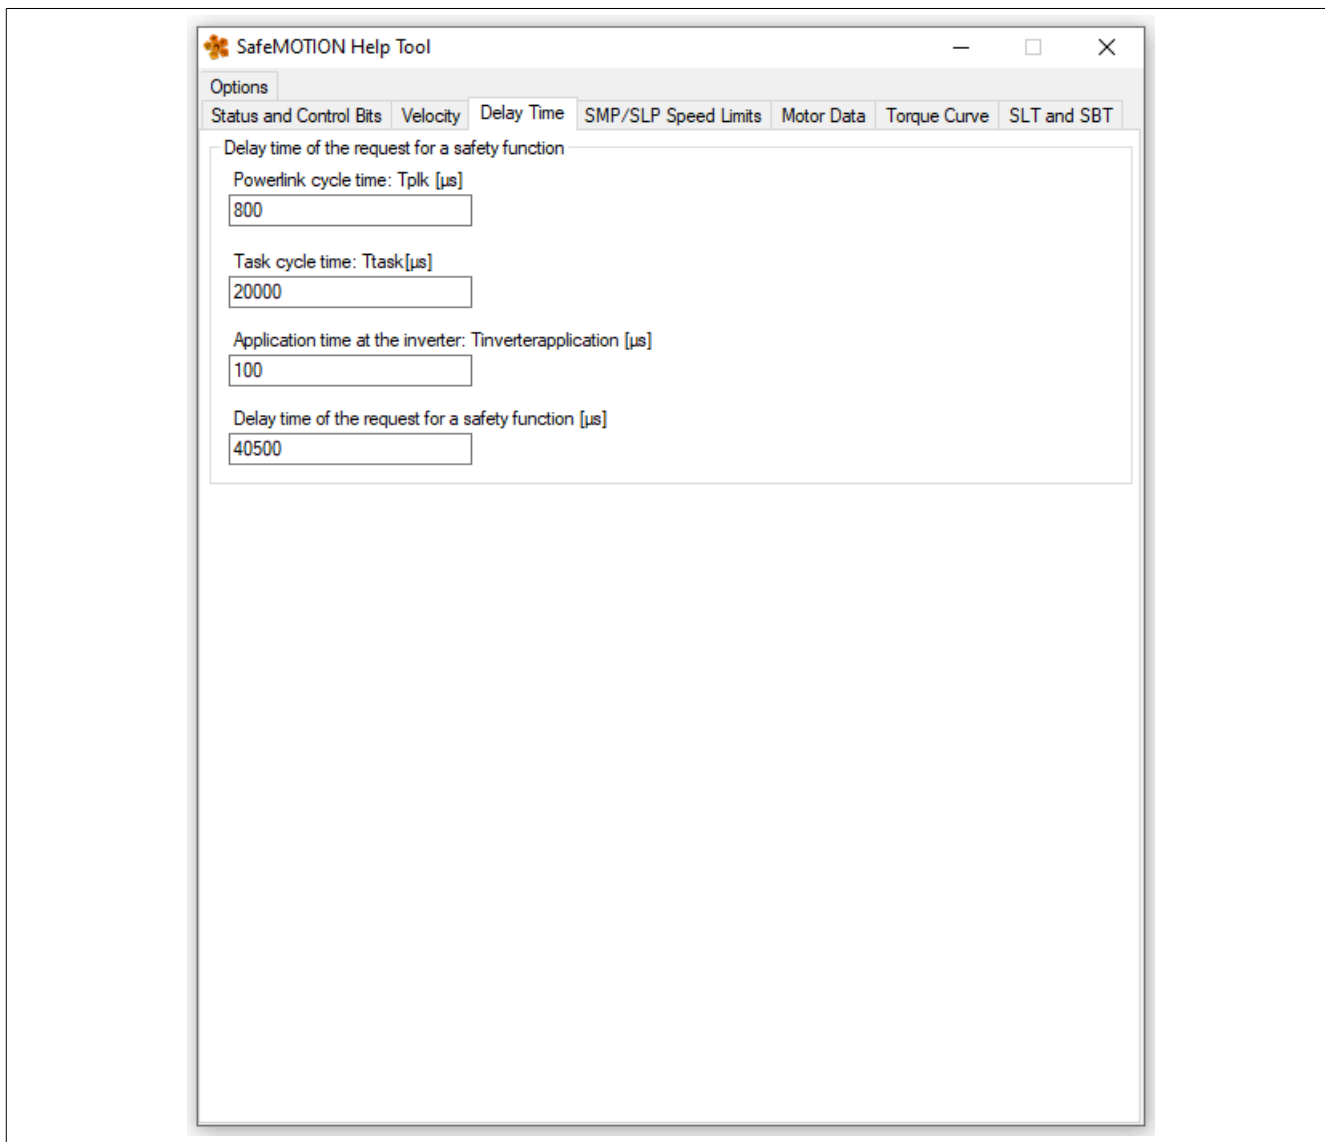 SafeMOTION Help Tool
Options
Status and Control Bits Velocity Delay Time SMP/SLP Speed Limits Motor Data Torque Curve SLT and SBT
Delay time of the request for a safety function
Powerlink cycle time: Tplk [µs]
800
Task cycle time: Ttask[µs]
20000
Application time at the inverter: Tinverterapplication [µs]
100
Delay time of the request for a safety function [µs]
40500